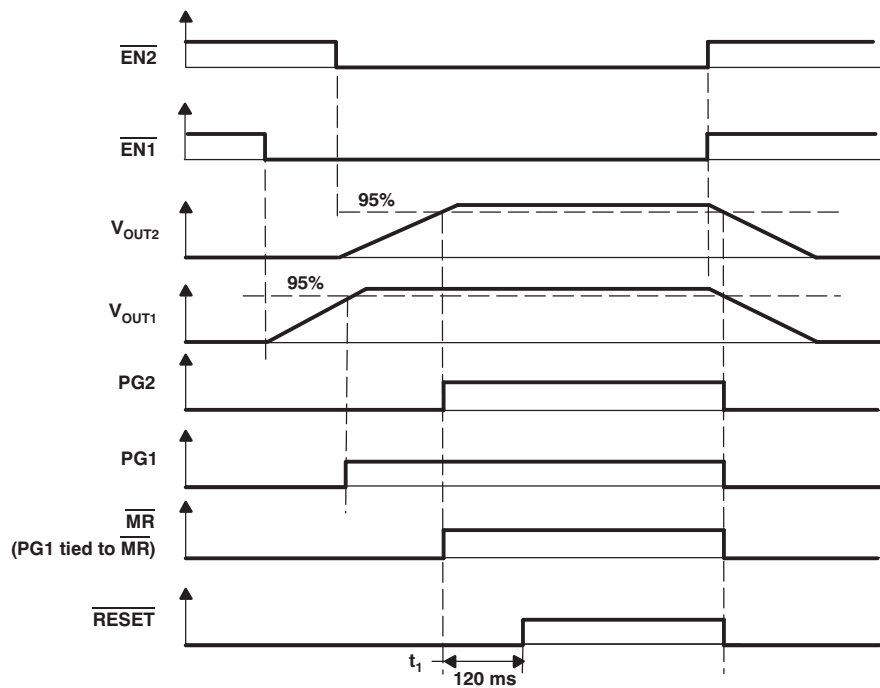 EN2
EN1
95%
VOUT2
95%
VOUT1
PG2
PG1
MR
(PG1 tied to MR)
RESET
t1
120 ms